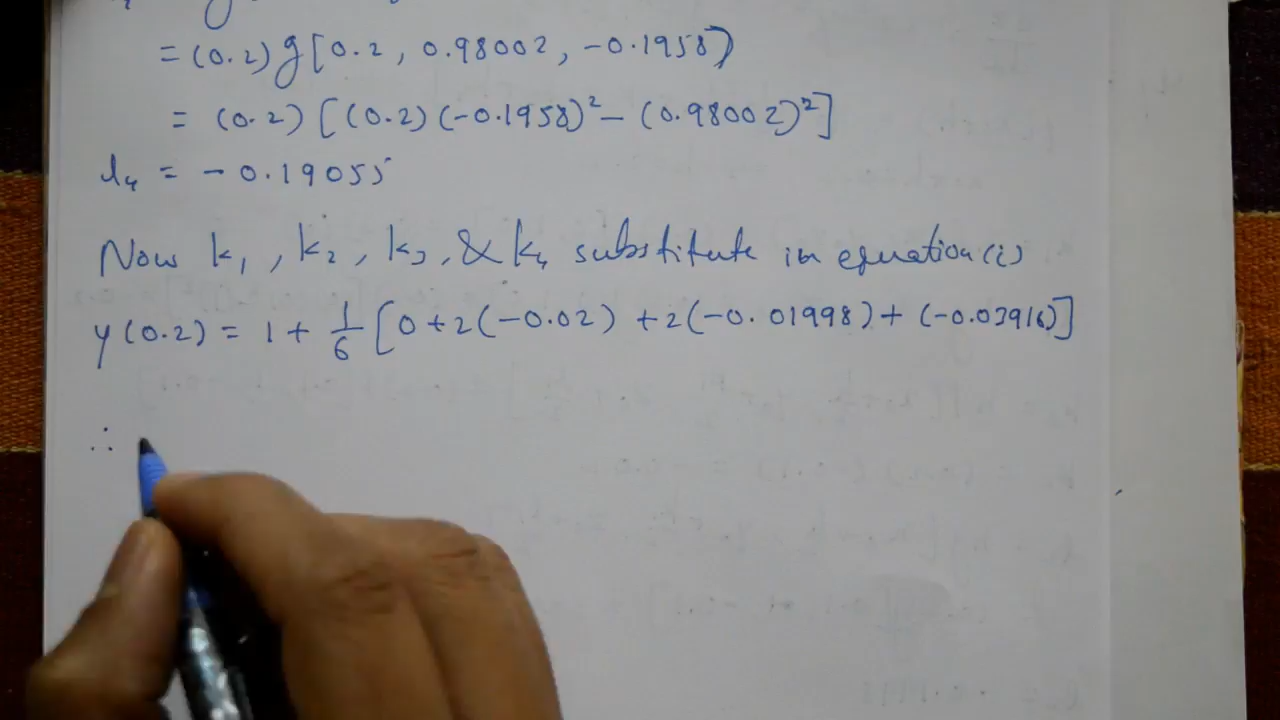 = (0.2) g[0.2, 0.98002, -0.1958)
= (0.2) [(0.2) (-0.1958)² - (0.98002)²]
l₄ = - 0.19055
Now k₁, k₂, k₃, & k₄ substitute in equation (i)
y(0.2) = 1 + 1/6 [0 + 2(-0.02) + 2(-0.01998) + (-0.03916)]
∴